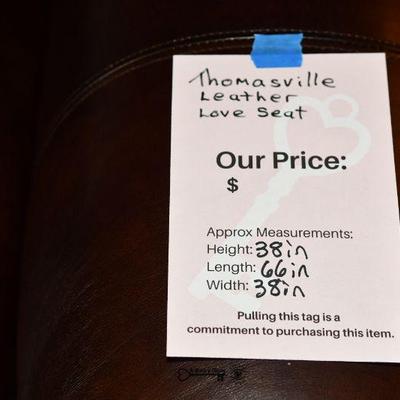 Thomasville
Leather
Love Seat
Our Price:
$
Approx Measurements:
Height: 38in
Length: 66in
Width: 38in
Pulling this tag is a
commitment to purchasing this item.